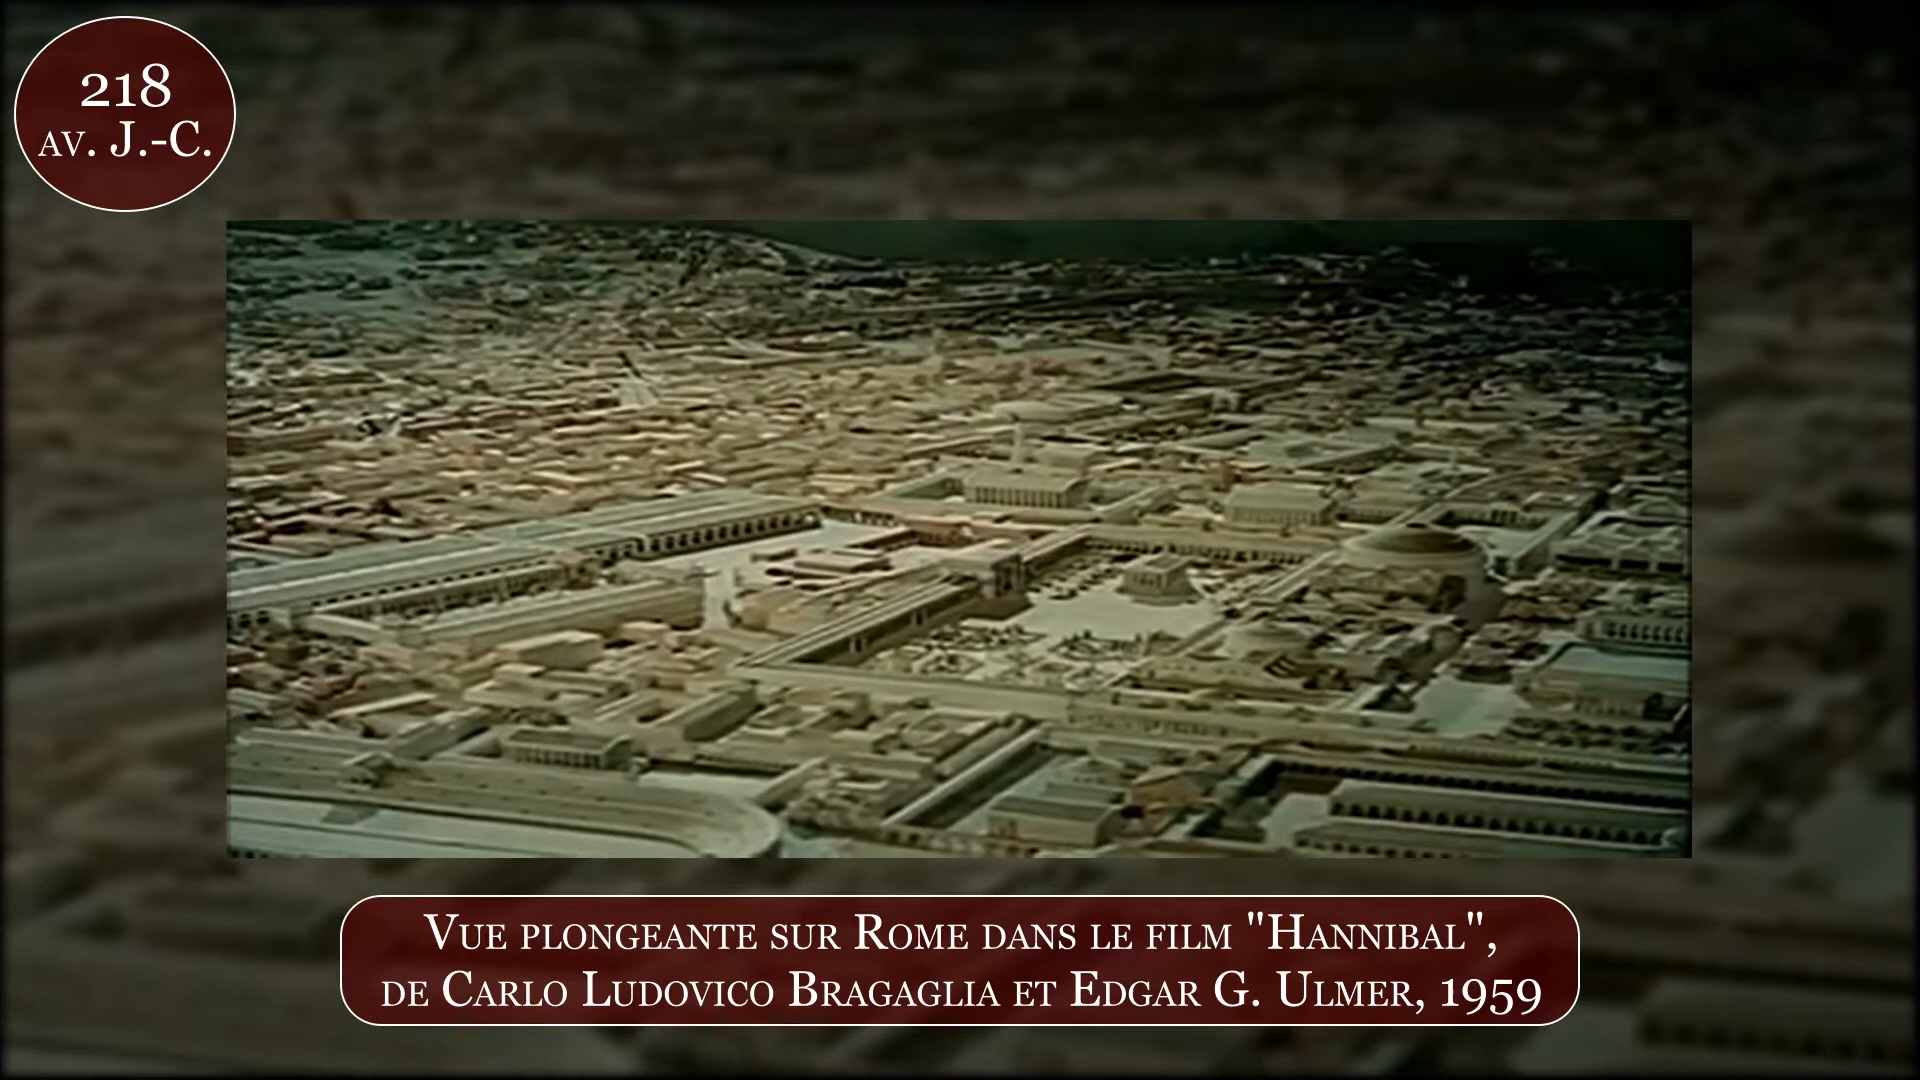 218
av. J.-C.
Vue plongeante sur Rome dans le film "Hannibal",
de Carlo Ludovico Bragaglia et Edgar G. Ulmer, 1959